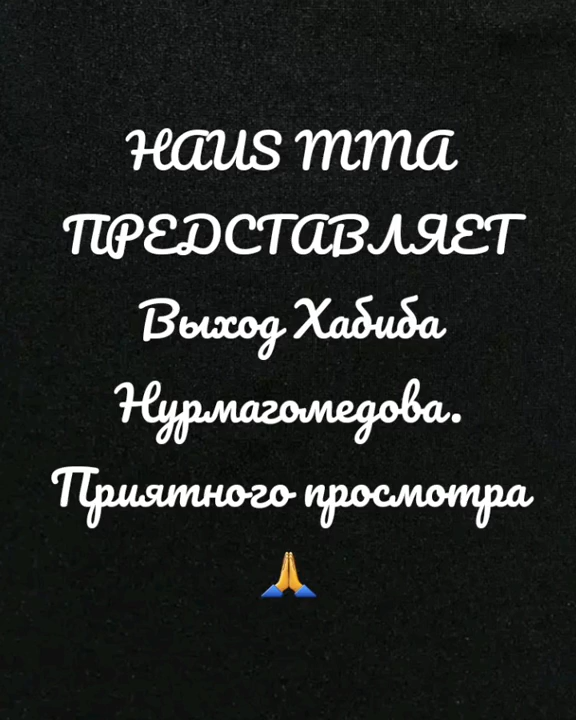 HAUS MMA
ПРЕДСТАВЛЯЕТ
Выход Хабиба
Нурмагомедова.
Приятного просмотра
🙏